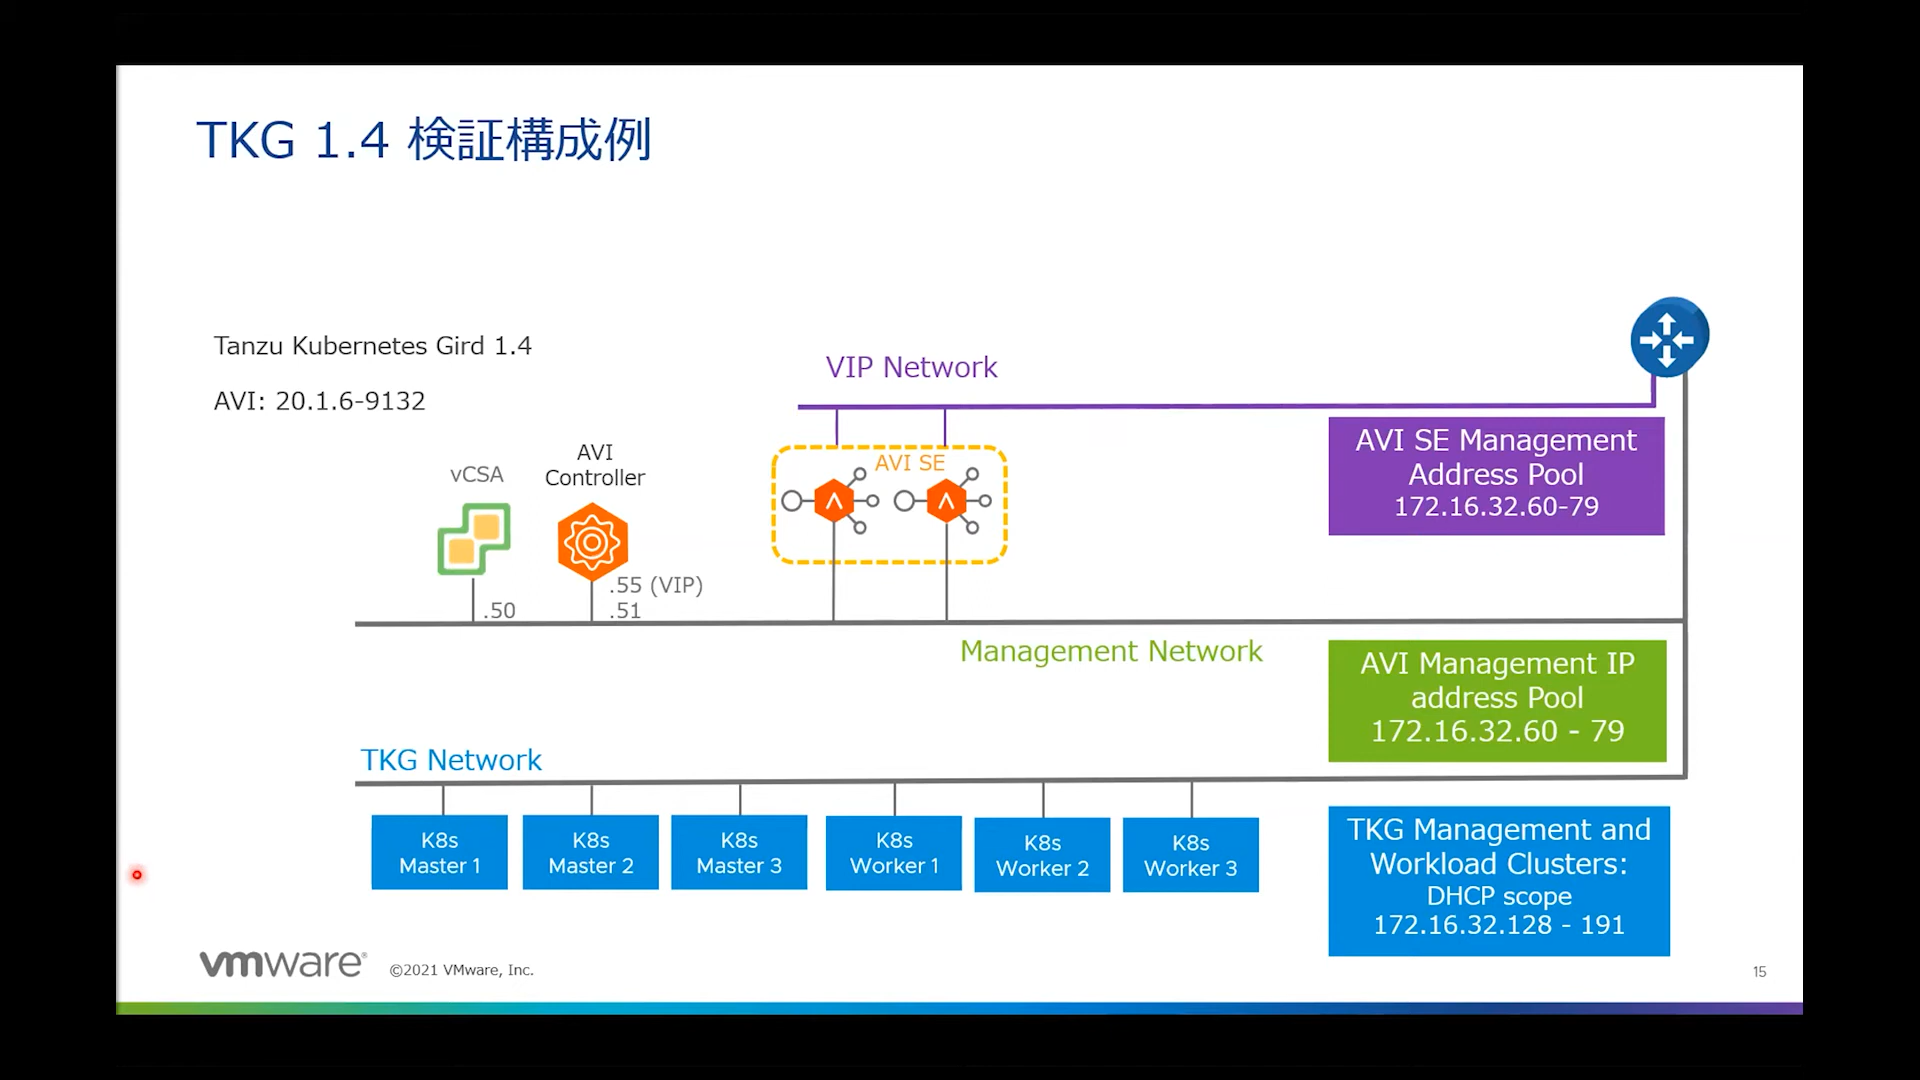 TKG 1.4 検証構成例
Tanzu Kubernetes Gird 1.4
AVI: 20.1.6-9132
VIP Network
AVI SE Management
Address Pool
172.16.32.60-79
vCSA
AVI
Controller
AVI SE
.50
.55 (VIP)
.51
Management Network
AVI Management IP
address Pool
172.16.32.60 - 79
TKG Network
K8s
Master 1
K8s
Master 2
K8s
Master 3
K8s
Worker 1
K8s
Worker 2
K8s
Worker 3
TKG Management and
Workload Clusters:
DHCP scope
172.16.32.128 - 191
vmware®
©2021 VMware, Inc.
15